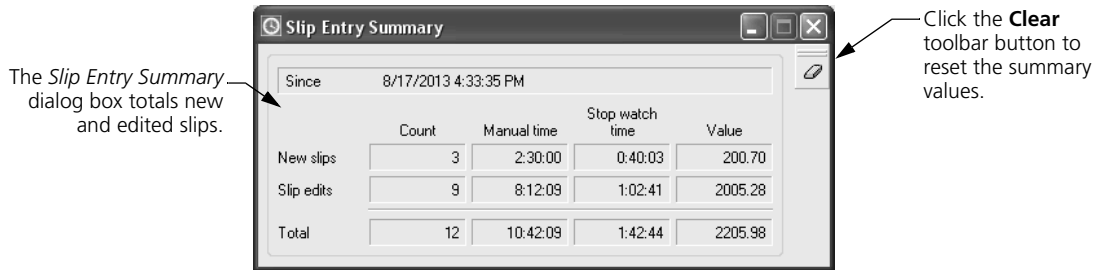 Slip Entry Summary
Click the Clear
toolbar button to
reset the summary
values.
The Slip Entry Summary
dialog box totals new
and edited slips.
Since 8/17/2013 4:33:35 PM
Count Manual time Stop watch time Value
New slips 3 2:30:00 0:40:03 200.70
Slip edits 9 8:12:09 1:02:41 2005.28
Total 12 10:42:09 1:42:44 2205.98